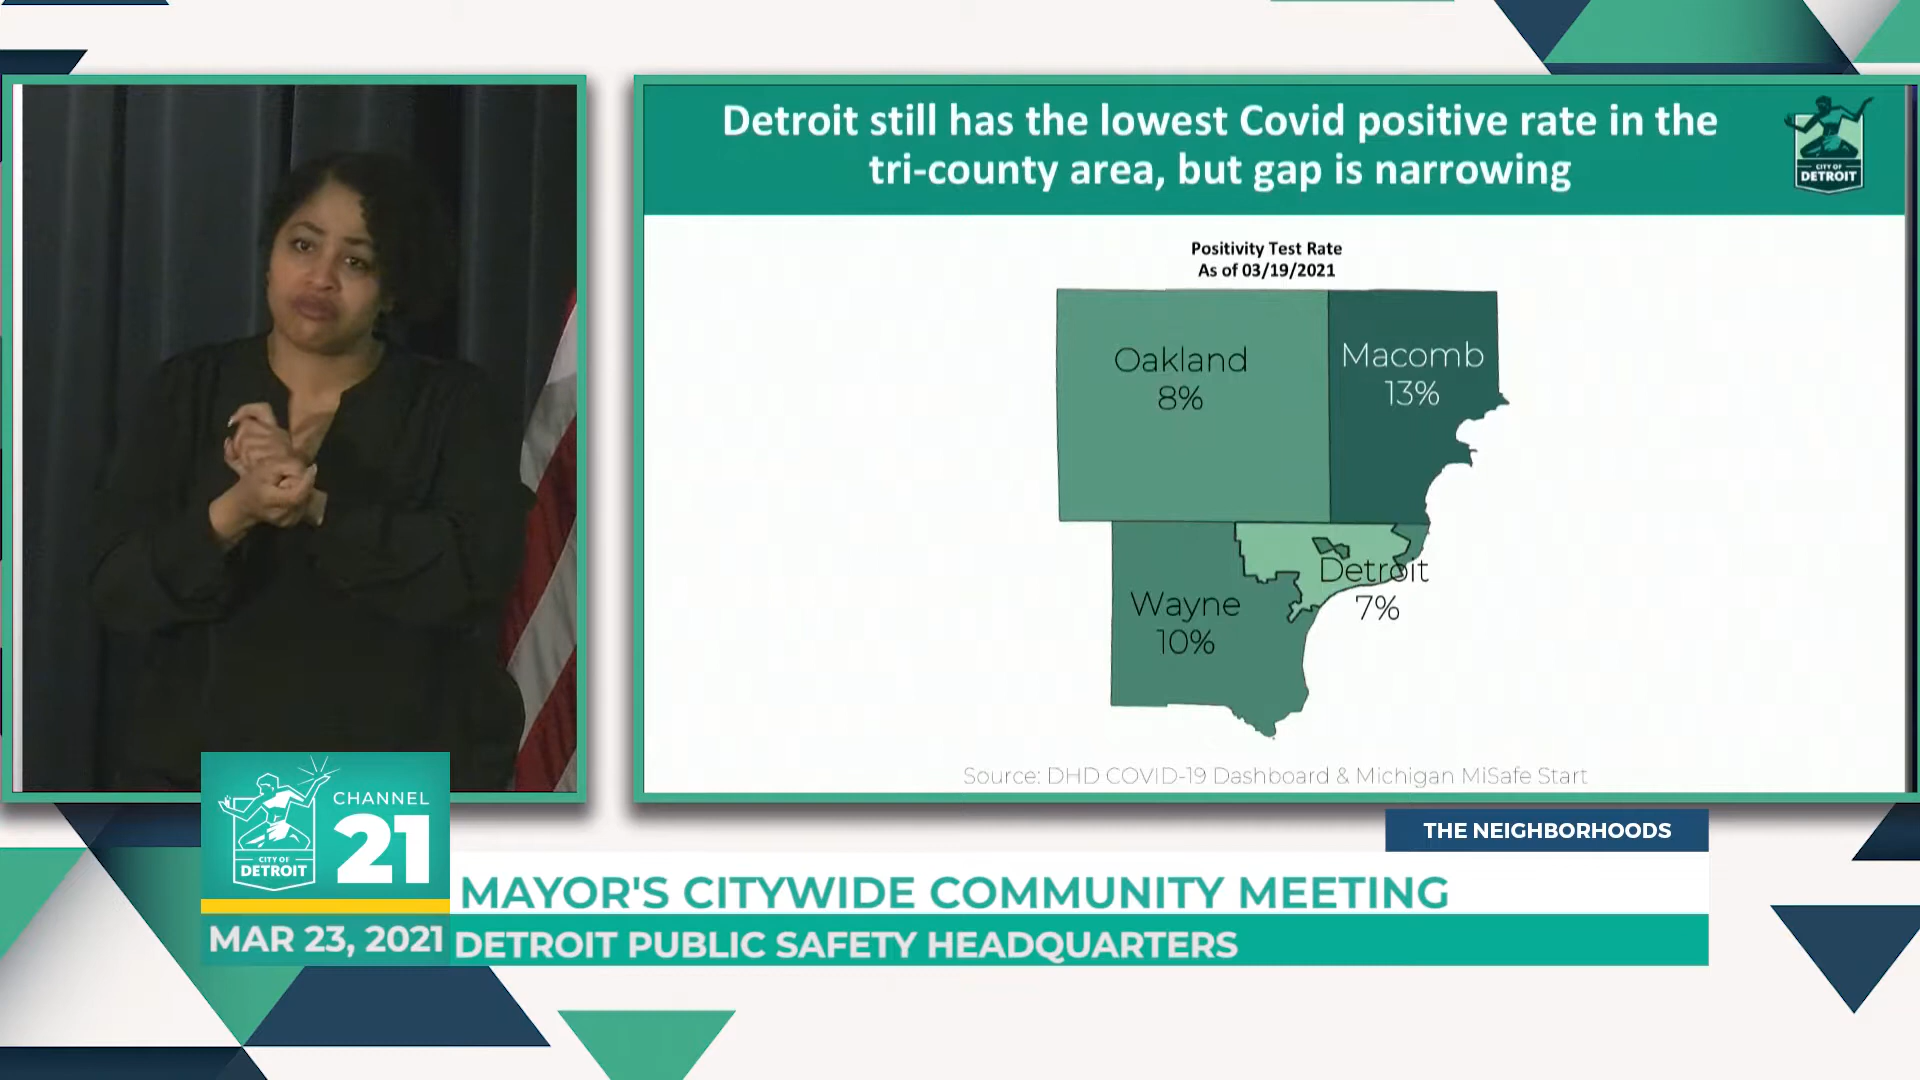 Detroit still has the lowest Covid positive rate in the
tri-county area, but gap is narrowing
CITY OF
DETROIT
Positivity Test Rate
As of 03/19/2021
Oakland
8%
Macomb
13%
Detroit
7%
Wayne
10%
Source: DHD COVID-19 Dashboard & Michigan MiSafe Start
THE NEIGHBORHOODS
CHANNEL
21
CITY OF
DETROIT
MAYOR'S CITYWIDE COMMUNITY MEETING
MAR 23, 2021
DETROIT PUBLIC SAFETY HEADQUARTERS